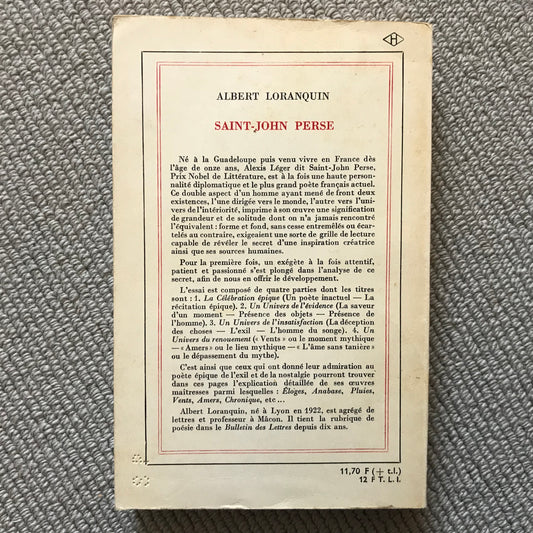 H
ALBERT LORANQUIN
SAINT-JOHN PERSE
Né à la Guadeloupe puis venu vivre en France dès
l'âge de onze ans, Alexis Léger dit Saint-John Perse,
Prix Nobel de Littérature, est à la fois une haute person-
nalité diplomatique et le plus grand poète français actuel.
Ce double aspect d'un homme ayant mené de front deux
existences, l'une dirigée vers le monde, l'autre vers l'uni-
vers de l'intériorité, imprime à son œuvre une signification
de grandeur et de solitude dont on n'a jamais rencontré
l'équivalent : forme et fond, sans cesse entremêlés ou écar-
telés au contraire, exigeaient une sorte de grille de lecture
capable de révéler le secret d'une inspiration créatrice
ainsi que ses sources humaines.
Pour la première fois, un exégète à la fois attentif,
patient et passionné s'est plongé dans l'analyse de ce
secret, afin de nous en offrir le développement.
L'essai est composé de quatre parties dont les titres
sont : 1. La Célébration épique (Un poète inactuel — La
récitation épique). 2. Un Univers de l'évidence (La saveur
d'un moment — Présence des objets — Présence de
l'homme). 3. Un Univers de l'insatisfaction (La déception
des choses — L'exil — L'homme du songe). 4. Un
Univers du renouement (« Vents » ou le moment mythique
— « Amers » ou le lieu mythique — « L'âme sans tanière »
ou le dépassement du mythe).
C'est ainsi que ceux qui ont donné leur admiration au
poète épique de l'exil et de la nostalgie pourront trouver
dans ces pages l'explication détaillée de ses œuvres
maîtresses parmi lesquelles : Éloges, Anabase, Pluies,
Vents, Amers, Chronique, etc ...
Albert Loranquin, né à Lyon en 1922, est agrégé de
lettres et professeur à Mâcon. Il tient la rubrique de
poésie dans le Bulletin des Lettres depuis dix ans.
11,70 F (+ t.l.)
12 F T. L. I.